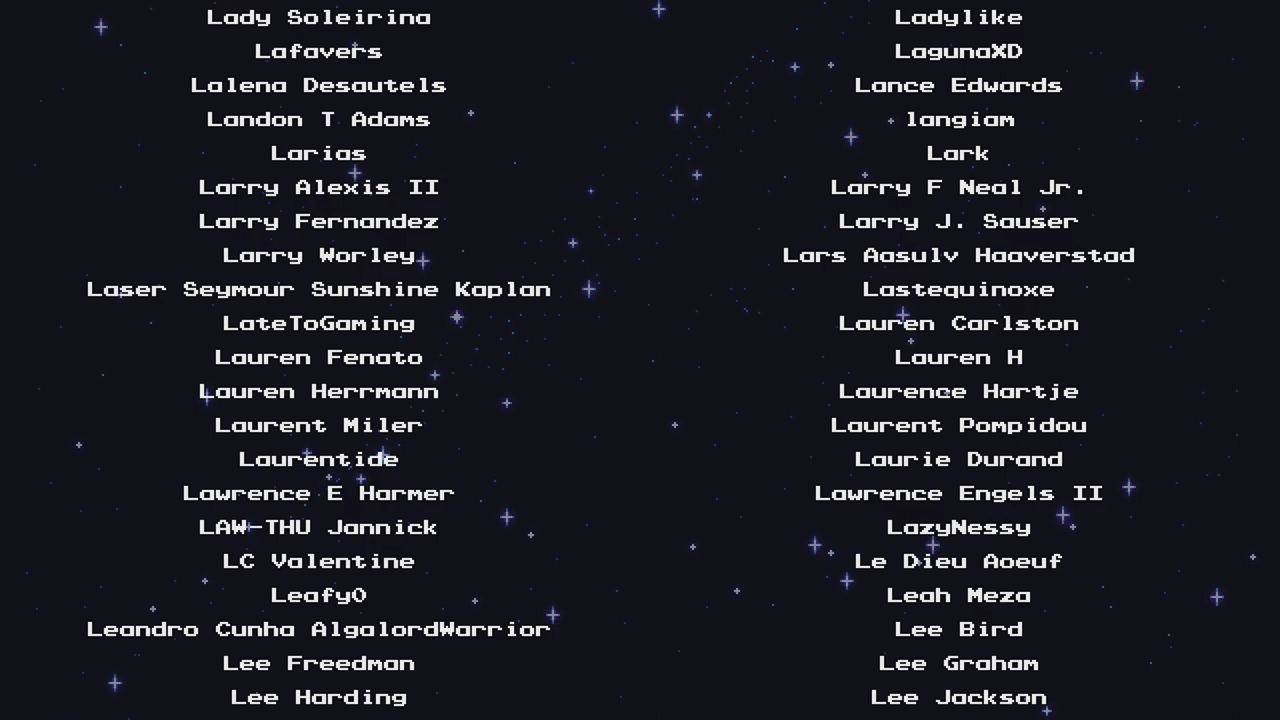 Lady Soleirina
Ladylike
Lafavers
LagunaXD
Lalena Desautels
Lance Edwards
Landon T Adams
langiam
Larias
Lark
Larry Alexis II
Larry F Neal Jr.
Larry Fernandez
Larry J. Sauser
Larry Worley
Lars Aasulv Haaverstad
Laser Seymour Sunshine Kaplan
Lastequinoxe
LateToGaming
Lauren Carlston
Lauren Fenato
Lauren H
Lauren Herrmann
Laurence Hartje
Laurent Miler
Laurent Pompidou
Laurentide
Laurie Durand
Lawrence E Harmer
Lawrence Engels II
LAW-THU Jannick
LazyNessy
LC Valentine
Le Dieu Aoeuf
LeafyO
Leah Meza
Leandro Cunha AlgalordWarrior
Lee Bird
Lee Freedman
Lee Graham
Lee Harding
Lee Jackson